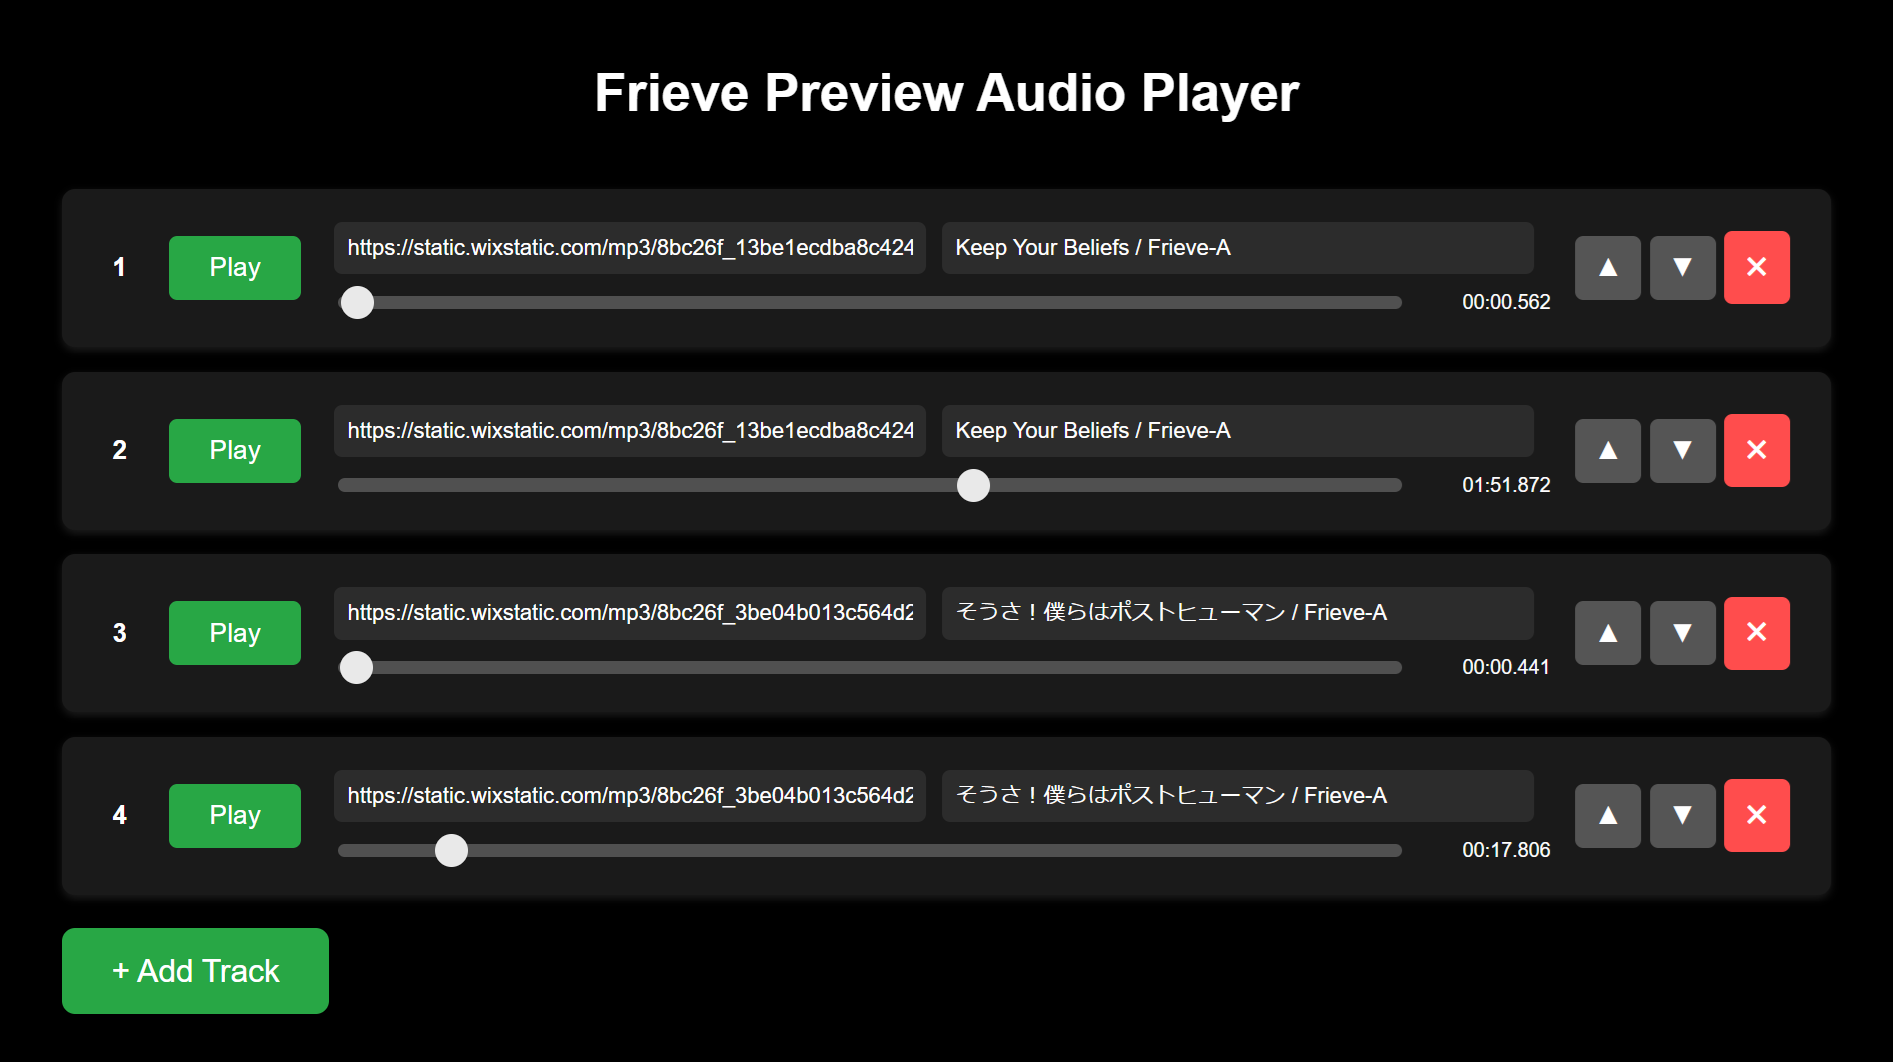 Frieve Preview Audio Player
1
Play
https://static.wixstatic.com/mp3/8bc26f_13be1ecdba8c424
Keep Your Beliefs / Frieve-A
00:00.562
▲
▼
✕
2
Play
https://static.wixstatic.com/mp3/8bc26f_13be1ecdba8c424
Keep Your Beliefs / Frieve-A
01:51.872
▲
▼
✕
3
Play
https://static.wixstatic.com/mp3/8bc26f_3be04b013c564d2
そうさ！僕らはポストヒューマン / Frieve-A
00:00.441
▲
▼
✕
4
Play
https://static.wixstatic.com/mp3/8bc26f_3be04b013c564d2
そうさ！僕らはポストヒューマン / Frieve-A
00:17.806
▲
▼
✕
+ Add Track